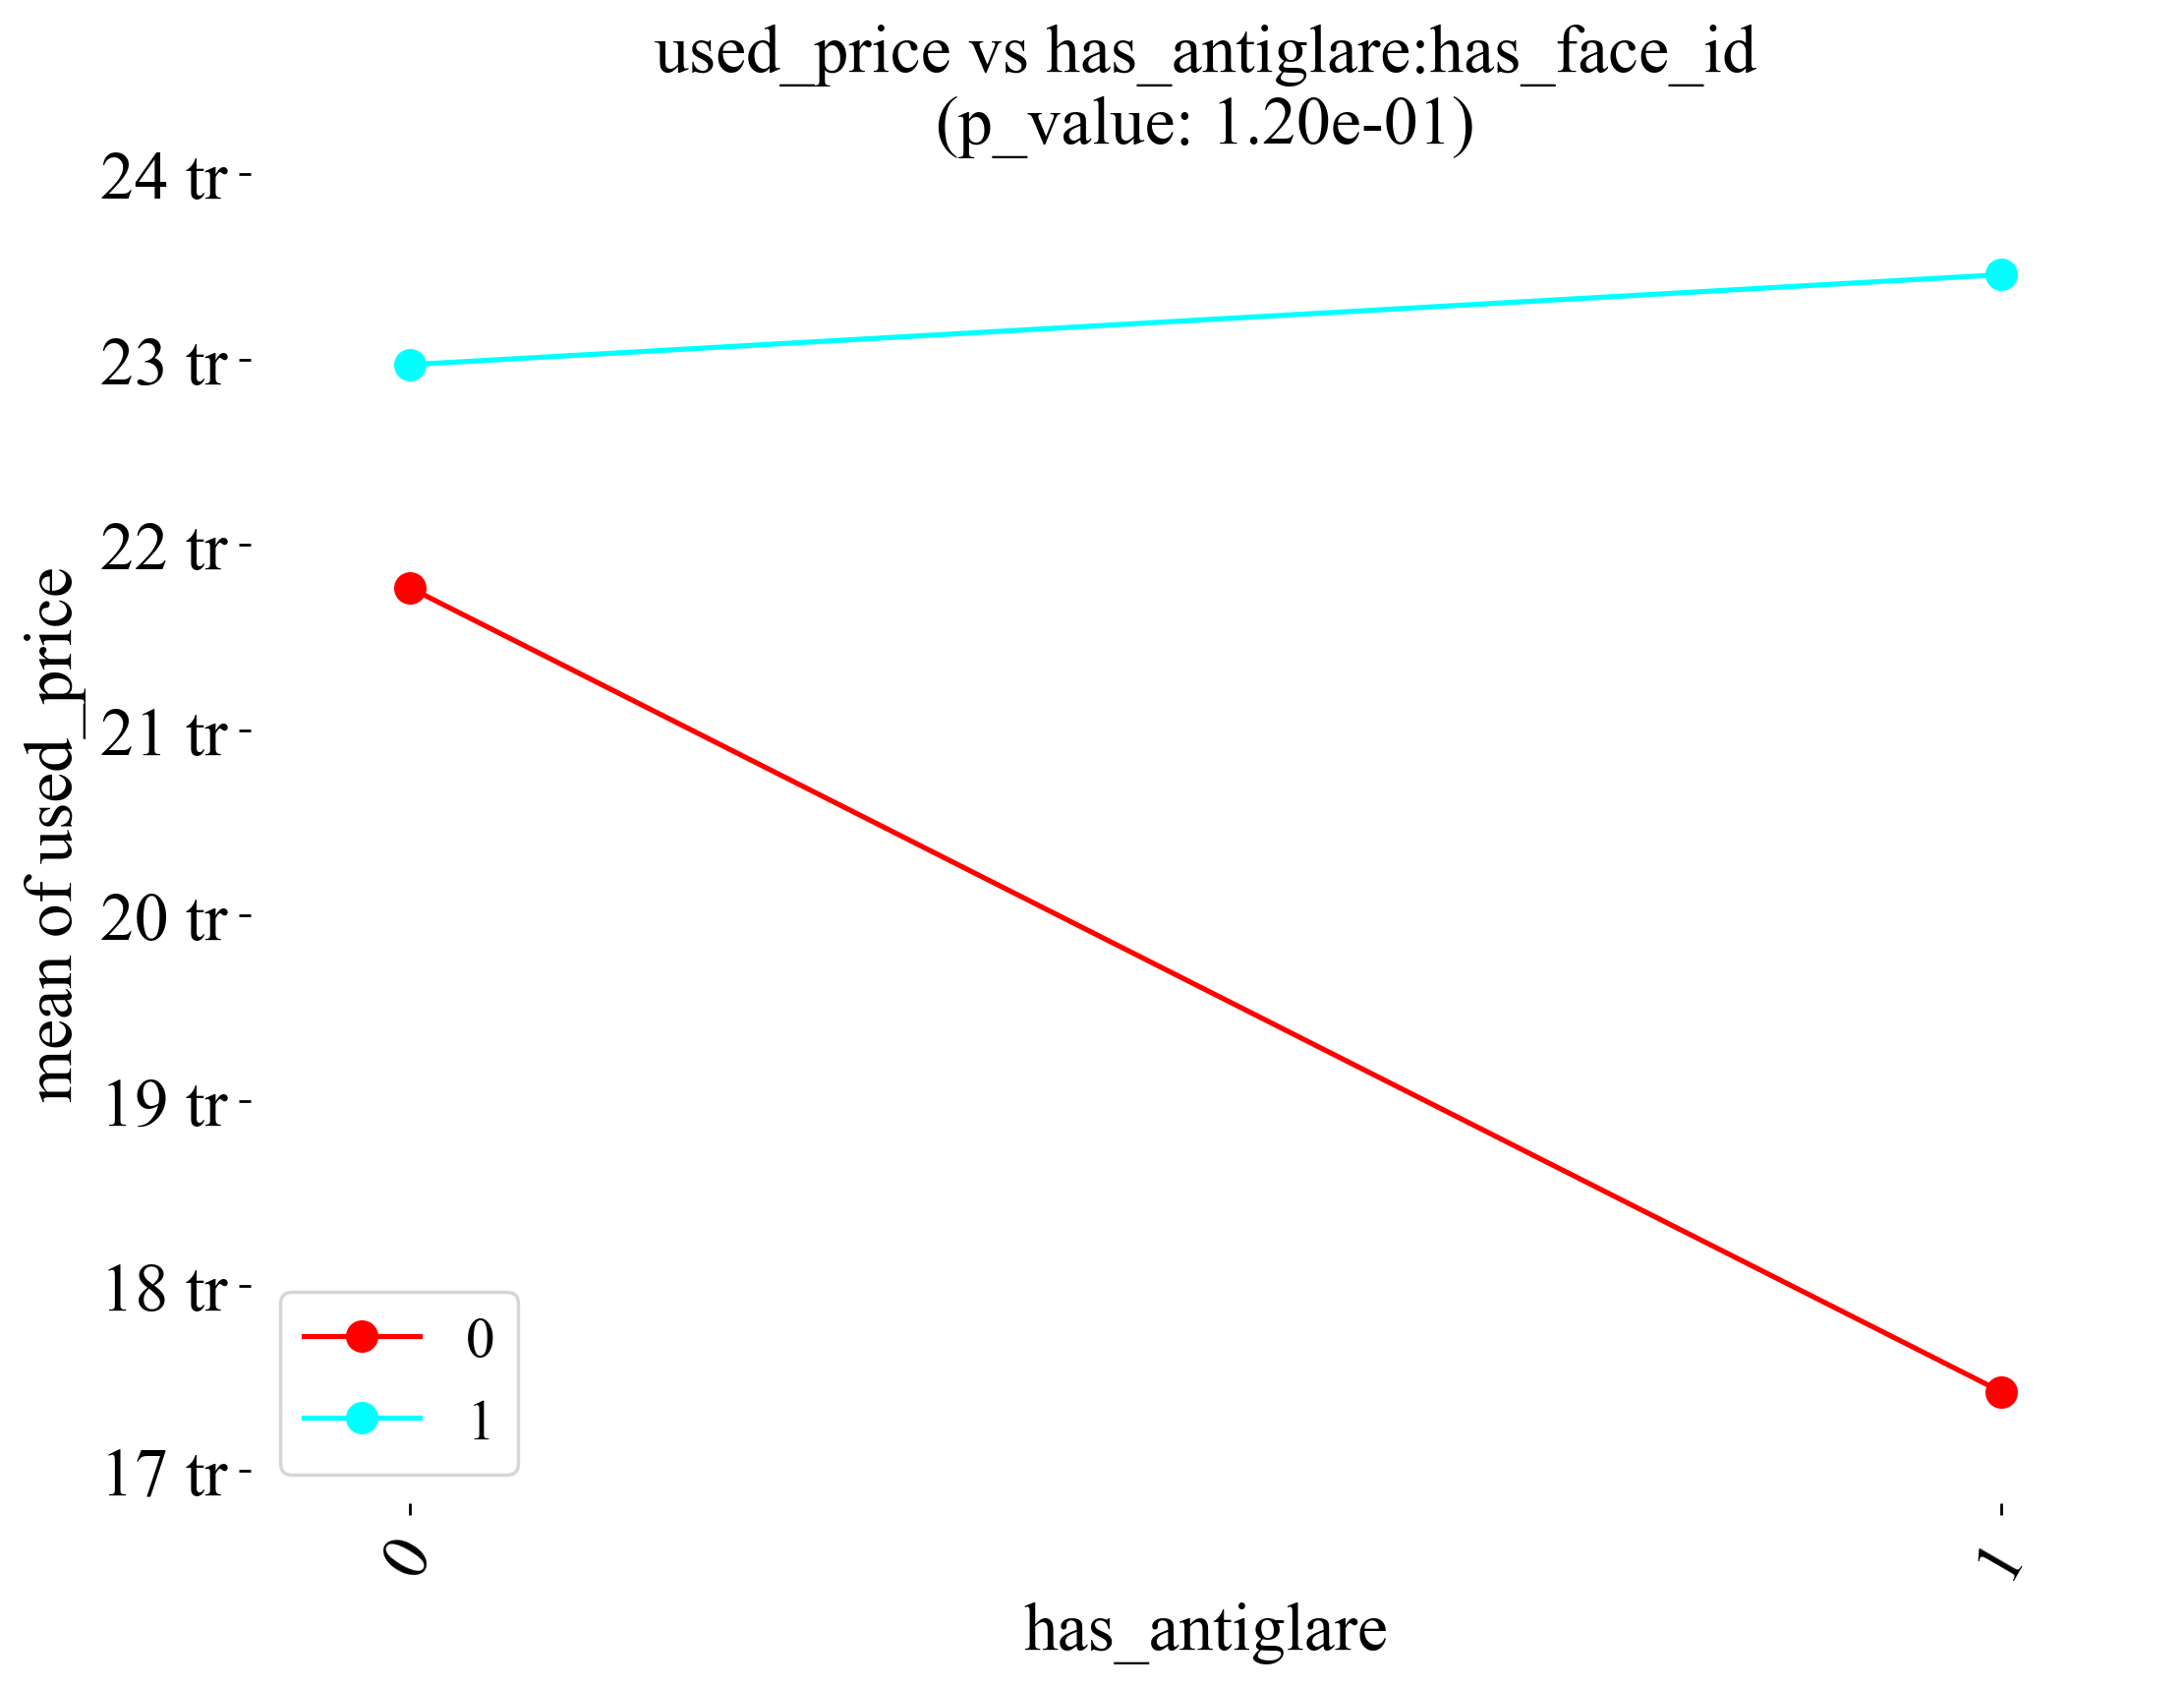 used_price vs has_antiglare:has_face_id
(p_value: 1.20e-01)
24 tr
23 tr
22 tr
21 tr
20 tr
19 tr
18 tr
17 tr
mean of used_price
0
1
0
1
has_antiglare